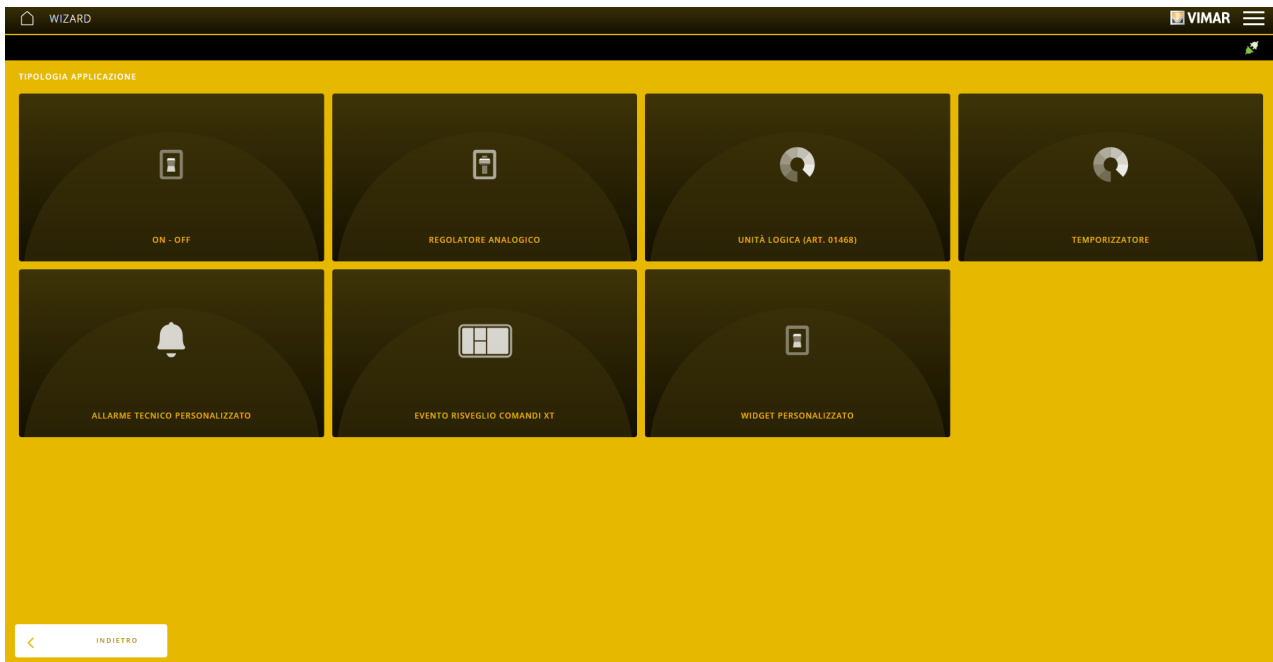 WIZARD
VIMAR
TIPOLOGIA APPLICAZIONE
ON - OFF
REGOLATORE ANALOGICO
UNITÀ LOGICA (ART. 01468)
TEMPORIZZATORE
ALLARME TECNICO PERSONALIZZATO
EVENTO RISVEGLIO COMANDI XT
WIDGET PERSONALIZZATO
INDIETRO